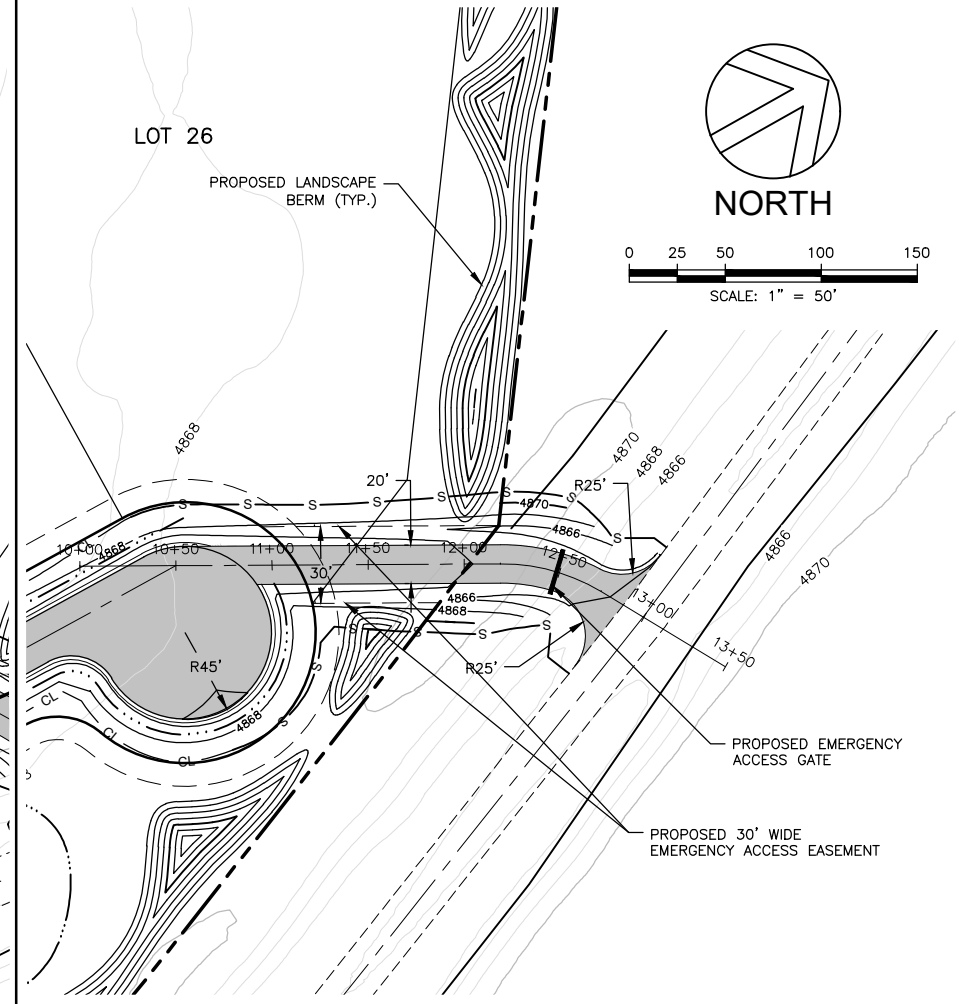 LOT 26
PROPOSED LANDSCAPE
BERM (TYP.)
NORTH
0 25 50 100 150
SCALE: 1" = 50'
4868
4870
4868
4866
20'
R25'
S S S S S S S S
4870
4866
10+00
4868
10+50
11+00
11+50
12+00
12+50
4866
4870
30'
4866
4868
13+00
13+50
S S S S
R45'
R25'
S
S
4868
CL
CL
CL
PROPOSED EMERGENCY
ACCESS GATE
PROPOSED 30' WIDE
EMERGENCY ACCESS EASEMENT